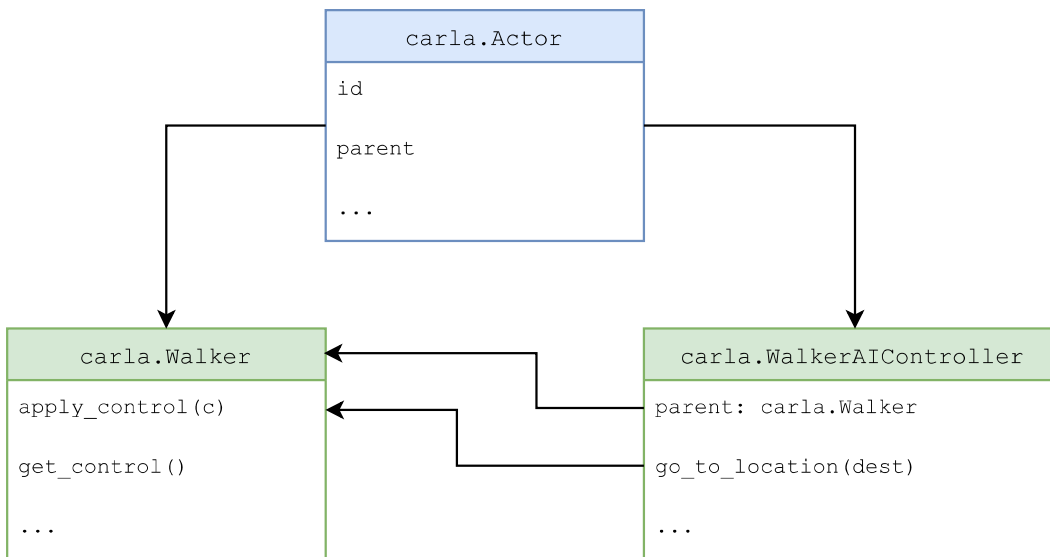 carla.Actor
id
parent
...
carla.Walker
apply_control(c)
get_control()
...
carla.WalkerAIController
parent: carla.Walker
go_to_location(dest)
...